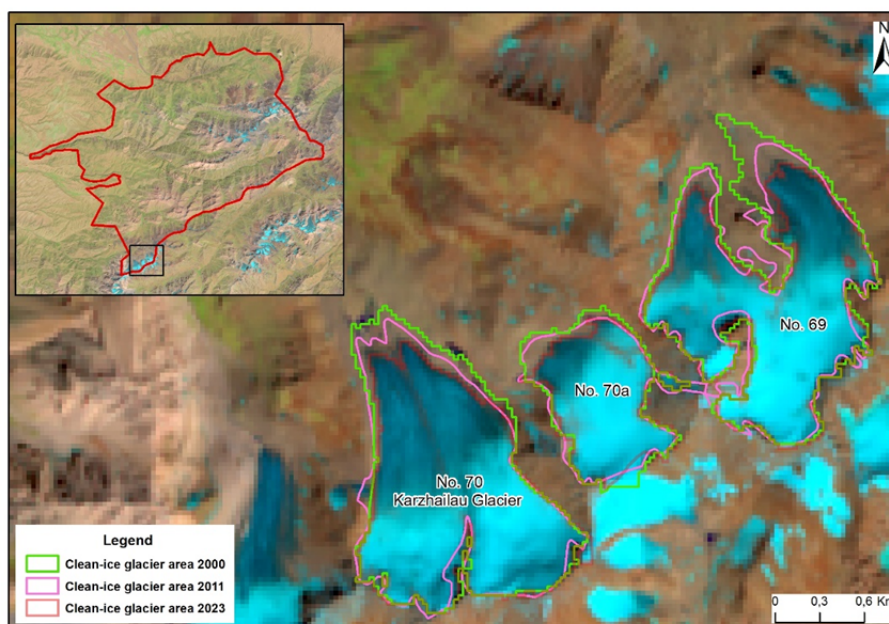 N
No. 69
No. 70a
No. 70
Karzhailau Glacier
Legend
Clean-ice glacier area 2000
Clean-ice glacier area 2011
Clean-ice glacier area 2023
0 0,3 0,6 Km